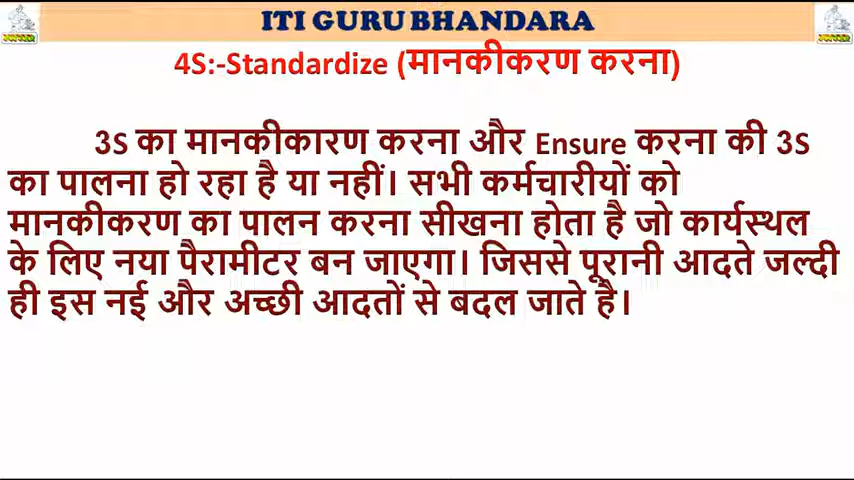 ITI GURU BHANDARA
4S:-Standardize (मानकीकरण करना)
3S का मानकीकारण करना और Ensure करना की 3S
का पालना हो रहा है या नहीं। सभी कर्मचारीयों को
मानकीकरण का पालन करना सीखना होता है जो कार्यस्थल
के लिए नया पैरामीटर बन जाएगा। जिससे पूरानी आदते जल्दी
ही इस नई और अच्छी आदतों से बदल जाते है।